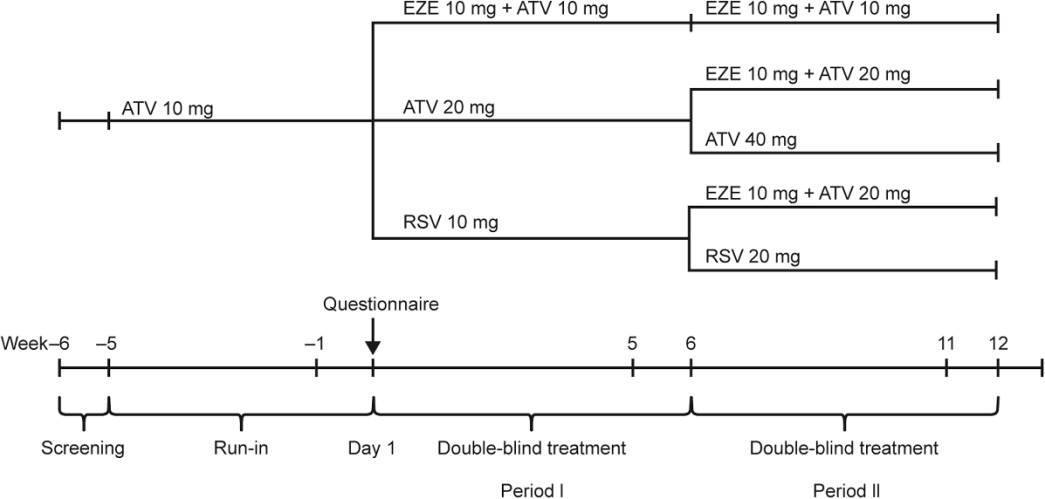 EZE 10 mg + ATV 10 mg
EZE 10 mg + ATV 10 mg
EZE 10 mg + ATV 20 mg
ATV 10 mg
ATV 20 mg
ATV 40 mg
EZE 10 mg + ATV 20 mg
RSV 10 mg
RSV 20 mg
Questionnaire
Week –6 –5 –1 5 6 11 12
Screening Run-in Day 1 Double-blind treatment Double-blind treatment
Period I Period II